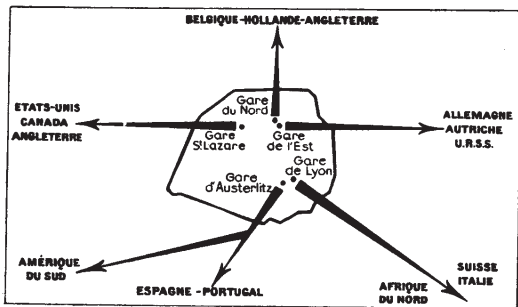 BELGIQUE-HOLLANDE-ANGLETERRE
ETATS-UNIS
CANADA
ANGLETERRE
Gare
du Nord
Gare
St Lazare
Gare
de l'Est
ALLEMAGNE
AUTRICHE
U.R.S.S.
Gare
de Lyon
Gare
d'Austerlitz
AMÉRIQUE
DU SUD
ESPAGNE - PORTUGAL
AFRIQUE
DU NORD
SUISSE
ITALIE